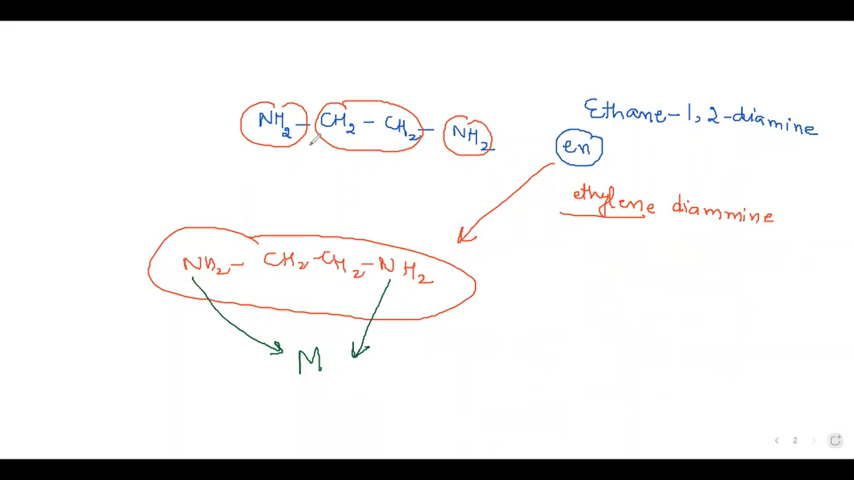 NH2 - CH2 - CH2 - NH2
Ethane-1,2-diamine
en
ethylene diammine
NH2 - CH2 - CH2 - NH2
M
2